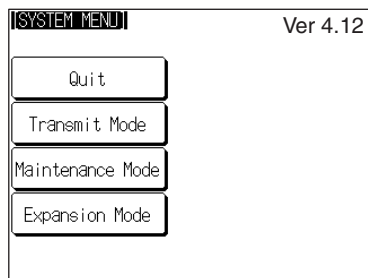 [SYSTEM MENU]
Ver 4.12
Quit
Transmit Mode
Maintenance Mode
Expansion Mode